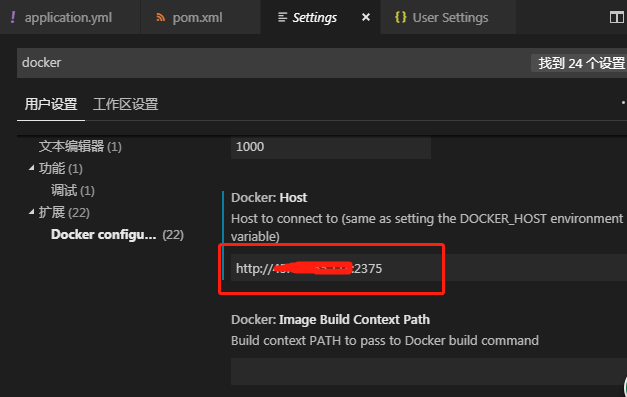 ! application.yml pom.xml Settings × {} User Settings
docker 找到 24 个设置
用户设置 工作区设置
文本编辑器 (1)
1000
功能 (1)
调试 (1)
Docker: Host
扩展 (22)
Host to connect to (same as setting the DOCKER_HOST environment
Docker configu... (22)
variable)
http:// :2375
Docker: Image Build Context Path
Build context PATH to pass to Docker build command